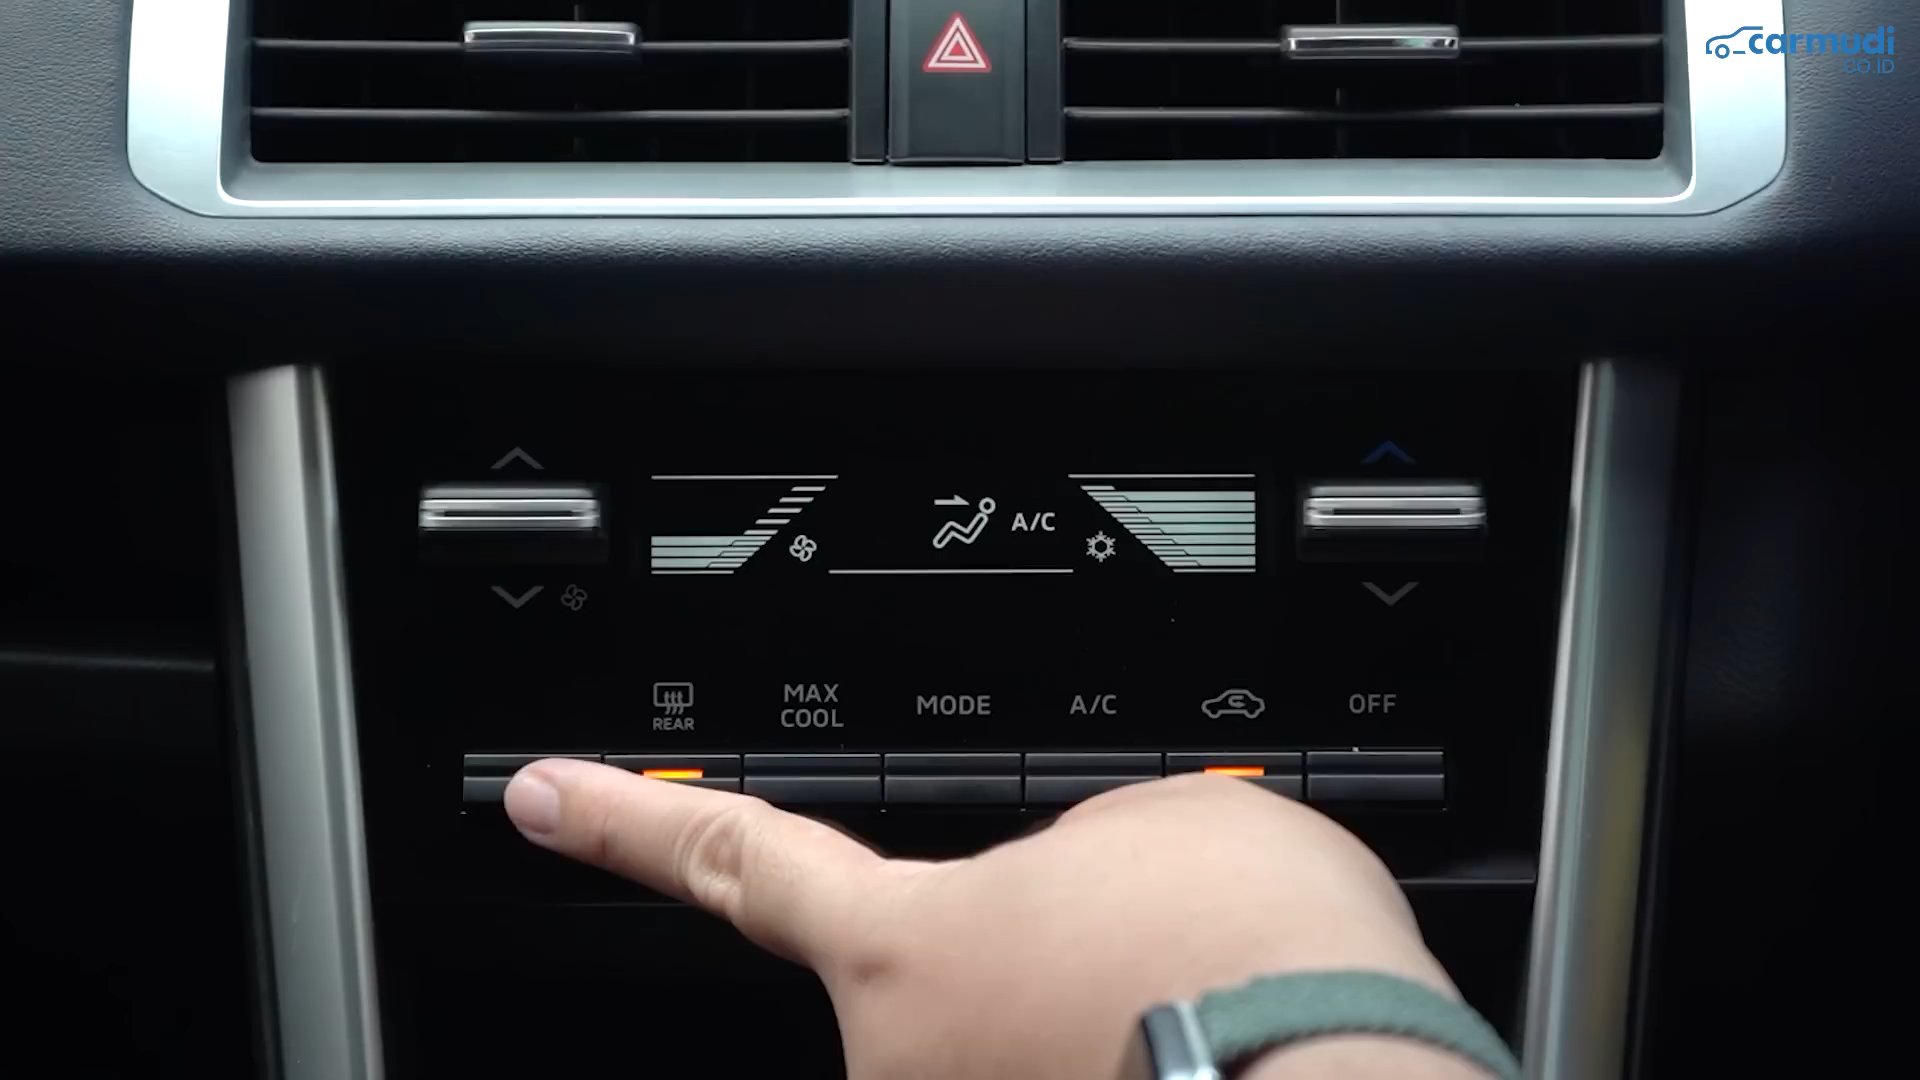 carmudi
CO.ID
A/C
REAR
MAX
COOL
MODE
A/C
OFF